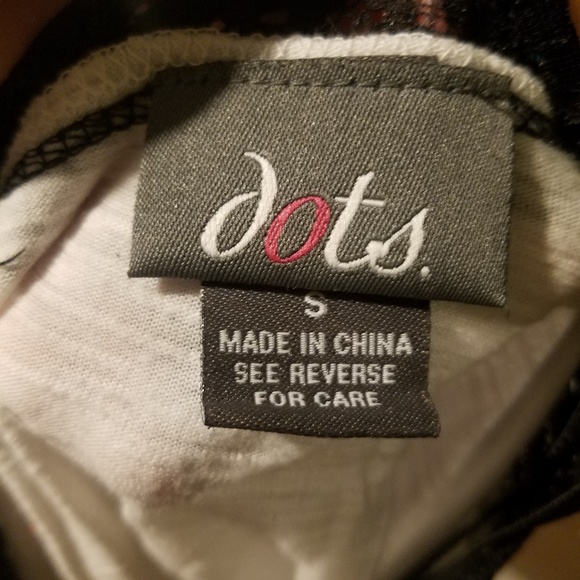 dots.
S
MADE IN CHINA
SEE REVERSE
FOR CARE